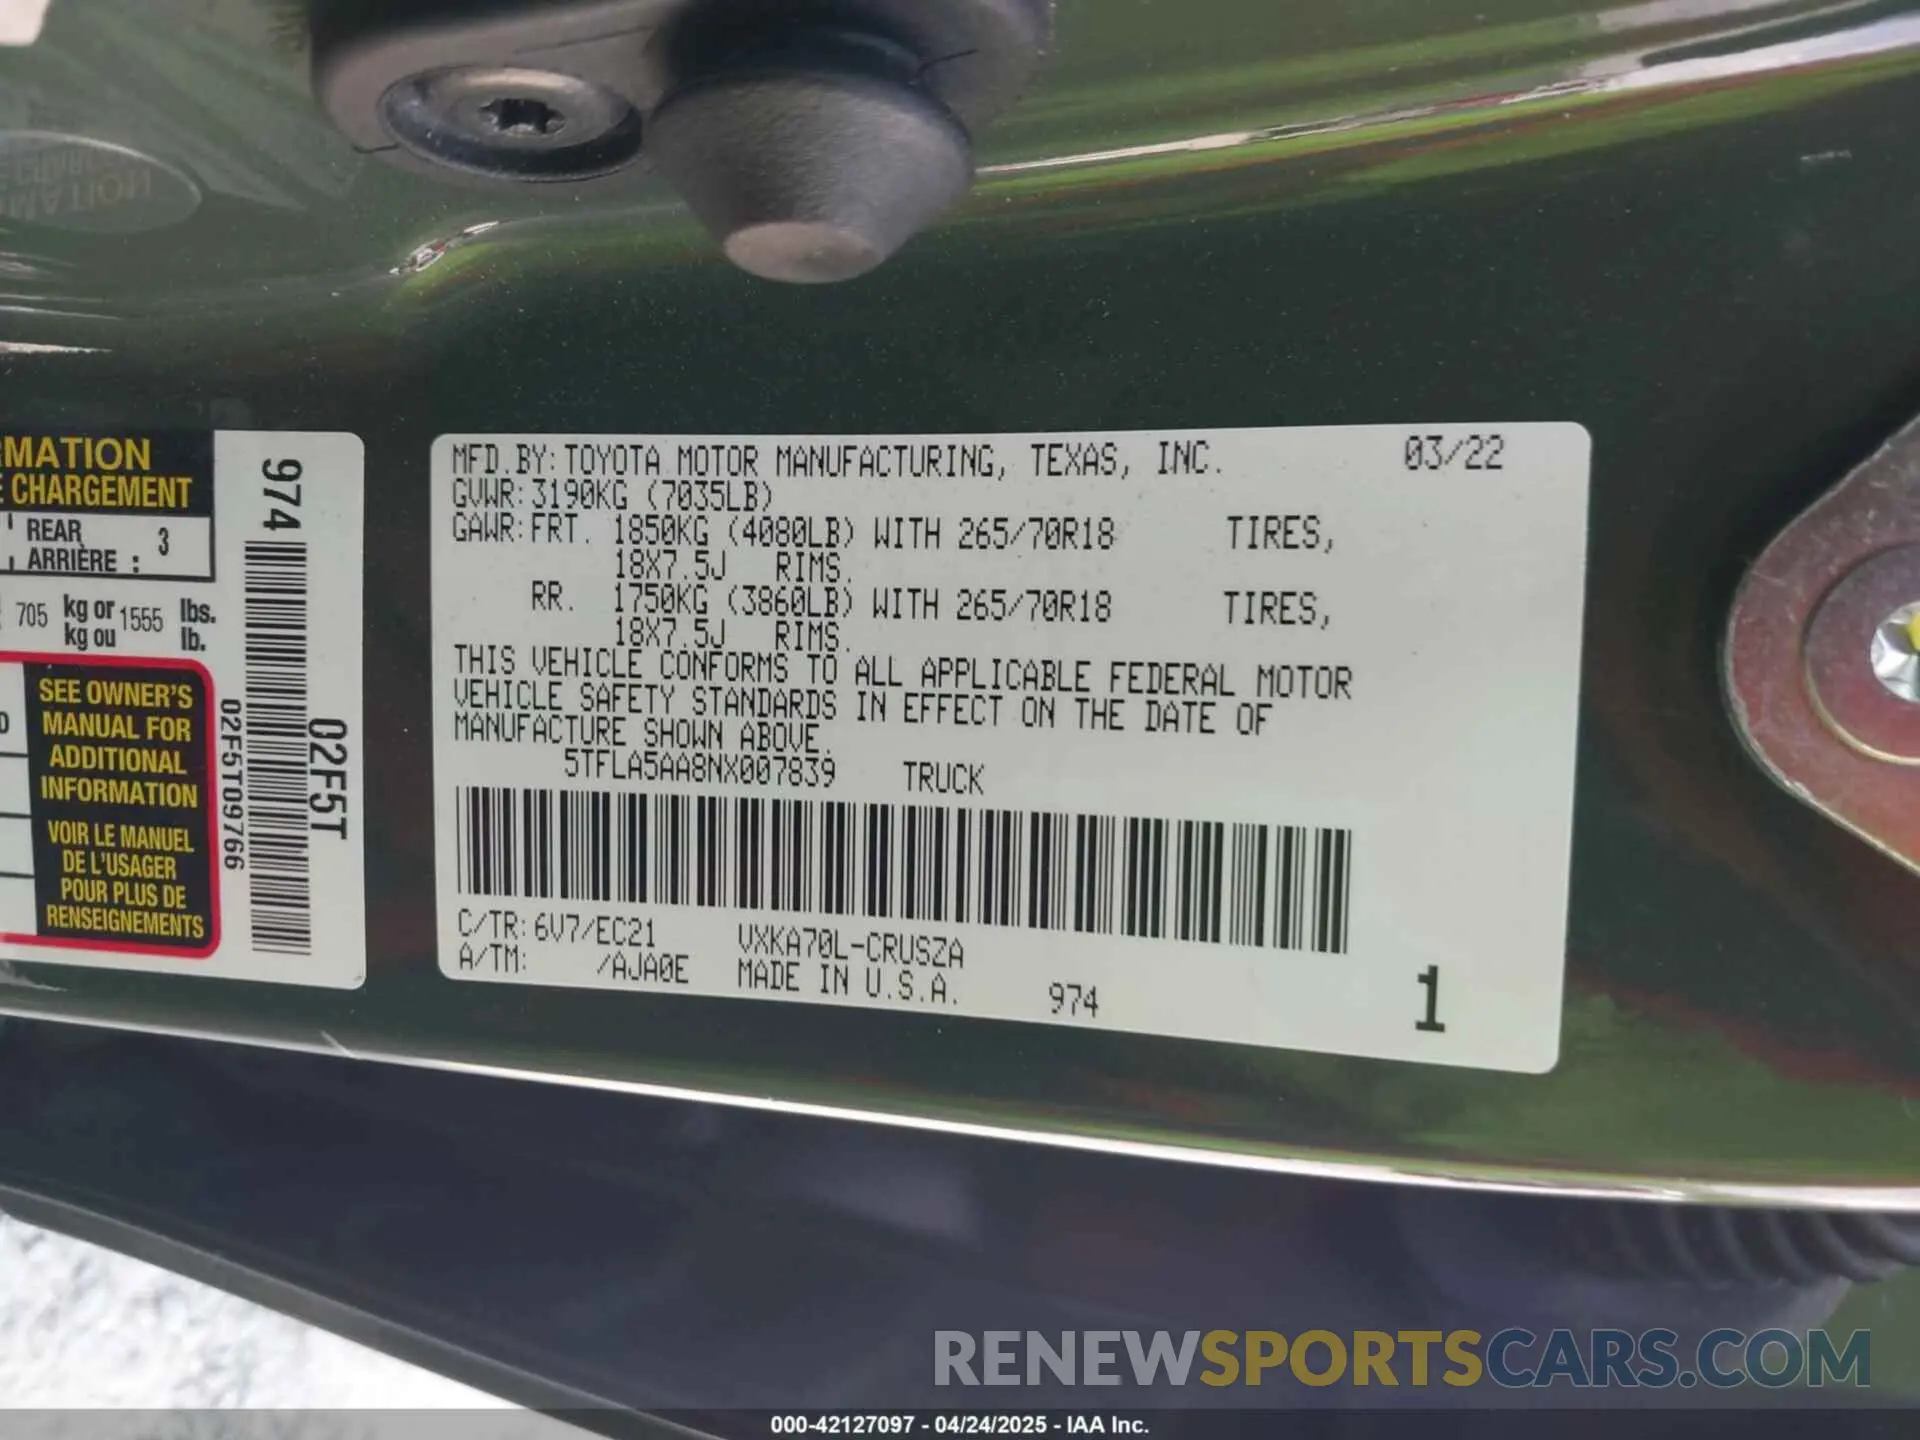 RMATION
E CHARGEMENT
REAR
ARRIÈRE : 3
705 kg or 1555 lbs.
kg ou lb.
SEE OWNER'S
MANUAL FOR
ADDITIONAL
INFORMATION
VOIR LE MANUEL
DE L'USAGER
POUR PLUS DE
RENSEIGNEMENTS
974
02F5T
02F5T09766
MFD.BY: TOYOTA MOTOR MANUFACTURING, TEXAS, INC. 03/22
GVWR: 3190KG (7035LB)
GAWR: FRT. 1850KG (4080LB) WITH 265/70R18 TIRES,
18X7.5J RIMS.
RR. 1750KG (3860LB) WITH 265/70R18 TIRES,
18X7.5J RIMS.
THIS VEHICLE CONFORMS TO ALL APPLICABLE FEDERAL MOTOR
VEHICLE SAFETY STANDARDS IN EFFECT ON THE DATE OF
MANUFACTURE SHOWN ABOVE.
5TFLA5AA8NX007839 TRUCK
C/TR: 6V7/EC21 VXKA70L-CRUSZA
A/TM: /AJA0E MADE IN U.S.A. 974 1
RENEWSPORTSCARS.COM
000-42127097 - 04/24/2025 - IAA Inc.